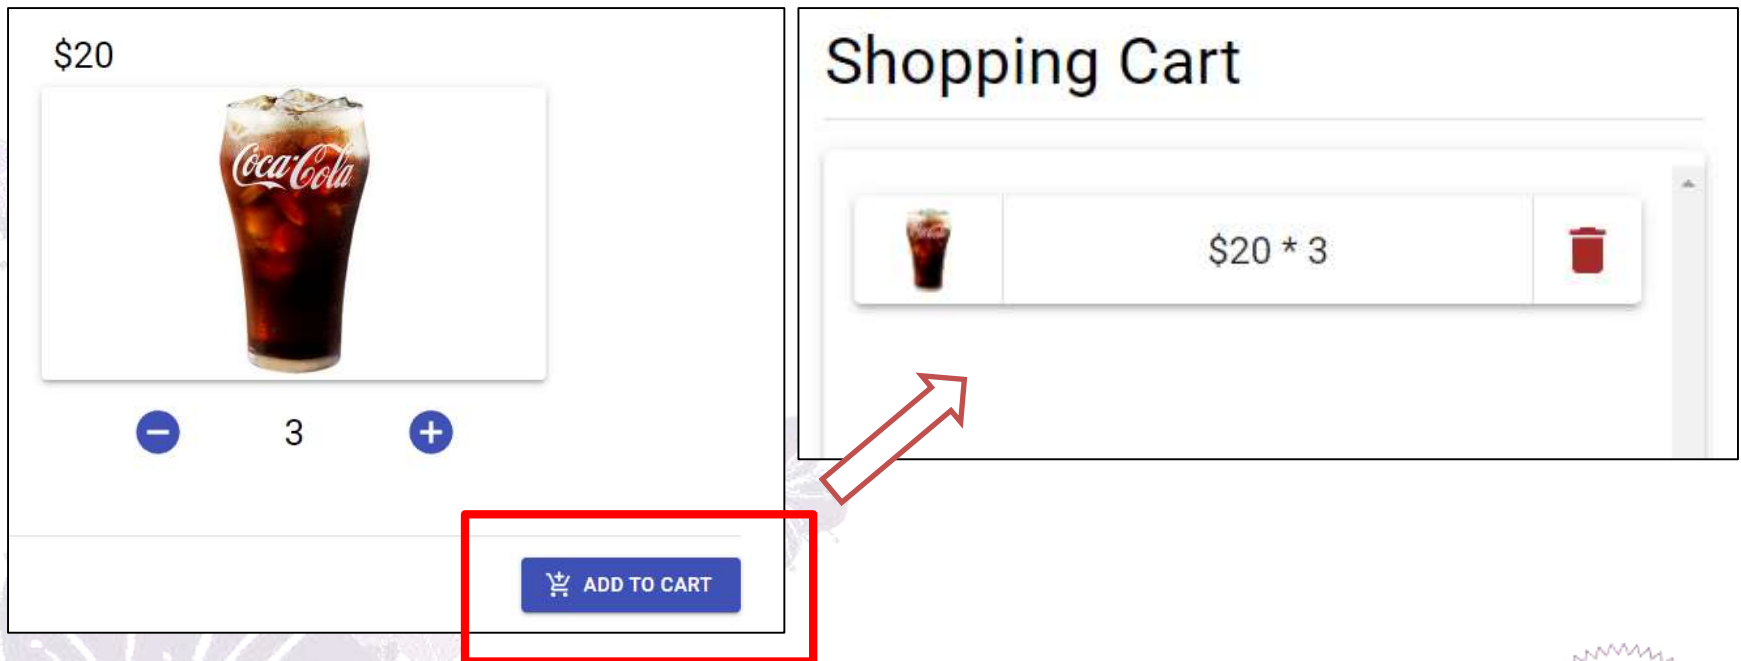 $20
Coca-Cola
3
ADD TO CART
Shopping Cart
$20 * 3